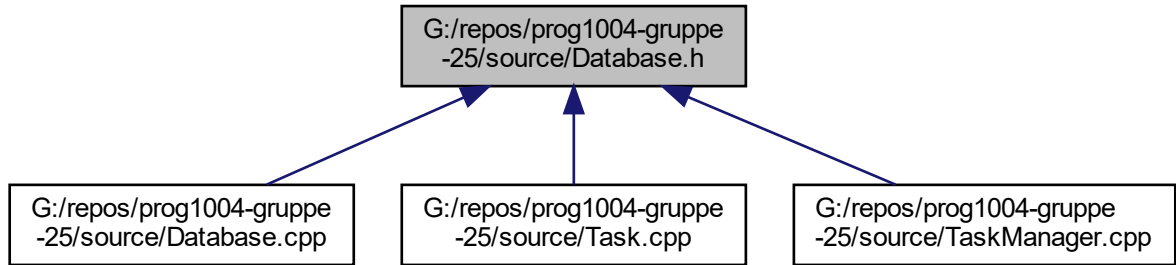 G:/repos/prog1004-gruppe
-25/source/Database.h
G:/repos/prog1004-gruppe
-25/source/Database.cpp
G:/repos/prog1004-gruppe
-25/source/Task.cpp
G:/repos/prog1004-gruppe
-25/source/TaskManager.cpp